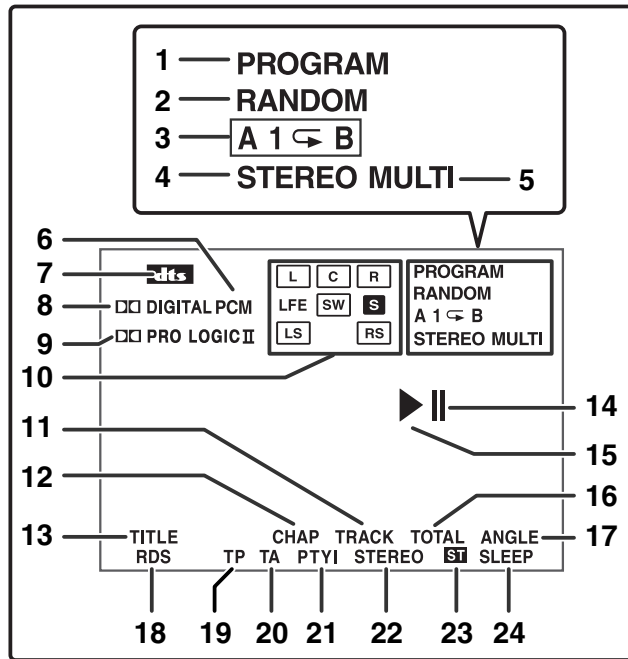 1 PROGRAM
2 RANDOM
3 A 1 B
4 STEREO MULTI 5
6
7 dts
8 DIGITAL PCM
9 PRO LOGIC II
10
L C R
LFE SW S
LS RS
PROGRAM
RANDOM
A 1 B
STEREO MULTI
14
11
15
12
16
13
17
CHAP TRACK TOTAL
TITLE ANGLE
RDS TP TA PTYI STEREO ST SLEEP
18 19 20 21 22 23 24